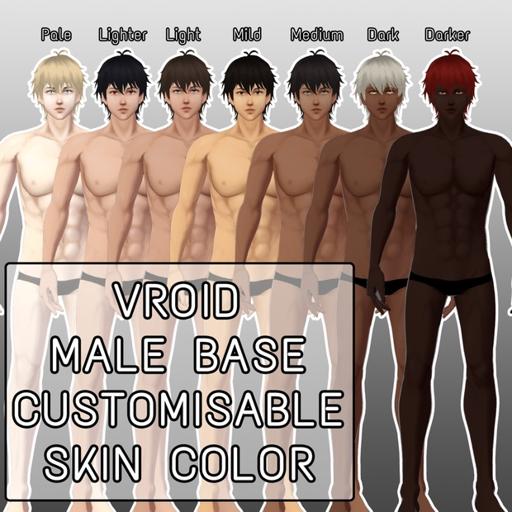 Pale Lighter Light Mild Medium Dark Darker
VROID
MALE BASE
CUSTOMISABLE
SKIN COLOR